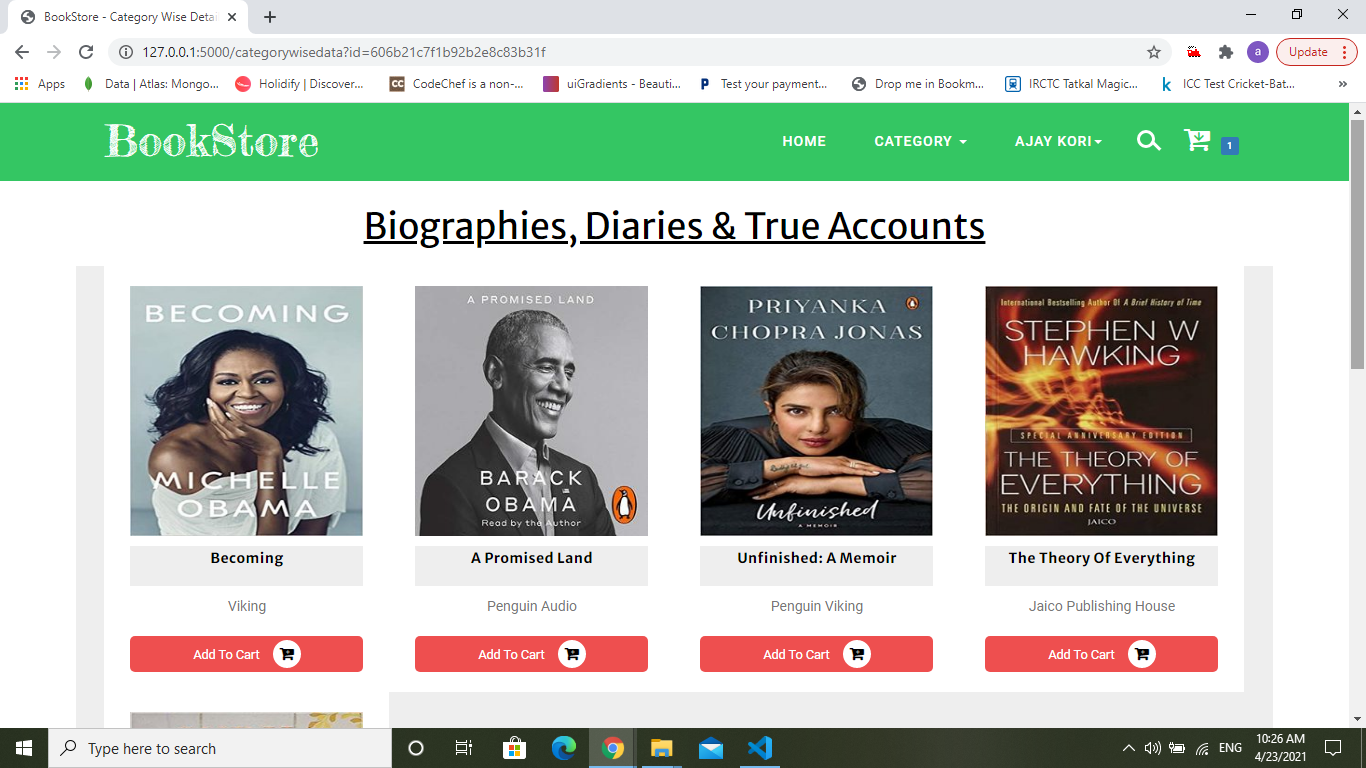 BookStore - Category Wise Detai
127.0.0.1:5000/categorywisedata?id=606b21c7f1b92b2e8c83b31f
a
Update
Apps
Data | Atlas: Mongo...
Holidify | Discover...
CC
CodeChef is a non-...
uiGradients - Beauti...
P
Test your payment...
Drop me in Bookm...
IRCTC Tatkal Magic...
k
ICC Test Cricket-Bat...
»
BookStore
HOME
CATEGORY
AJAY KORI
1
Biographies, Diaries & True Accounts
BECOMING
MICHELLE
OBAMA
A PROMISED LAND
BARACK
OBAMA
Read by the Author
PRIYANKA
CHOPRA JONAS
Unfinished
A MEMOIR
International Bestselling Author Of A Brief History of Time
STEPHEN W
HAWKING
SPECIAL ANNIVERSARY EDITION
THE THEORY OF
EVERYTHING
THE ORIGIN AND FATE OF THE UNIVERSE
JAICO
Becoming
A Promised Land
Unfinished: A Memoir
The Theory Of Everything
Viking
Penguin Audio
Penguin Viking
Jaico Publishing House
Add To Cart
Add To Cart
Add To Cart
Add To Cart
Type here to search
ENG
10:26 AM
4/23/2021